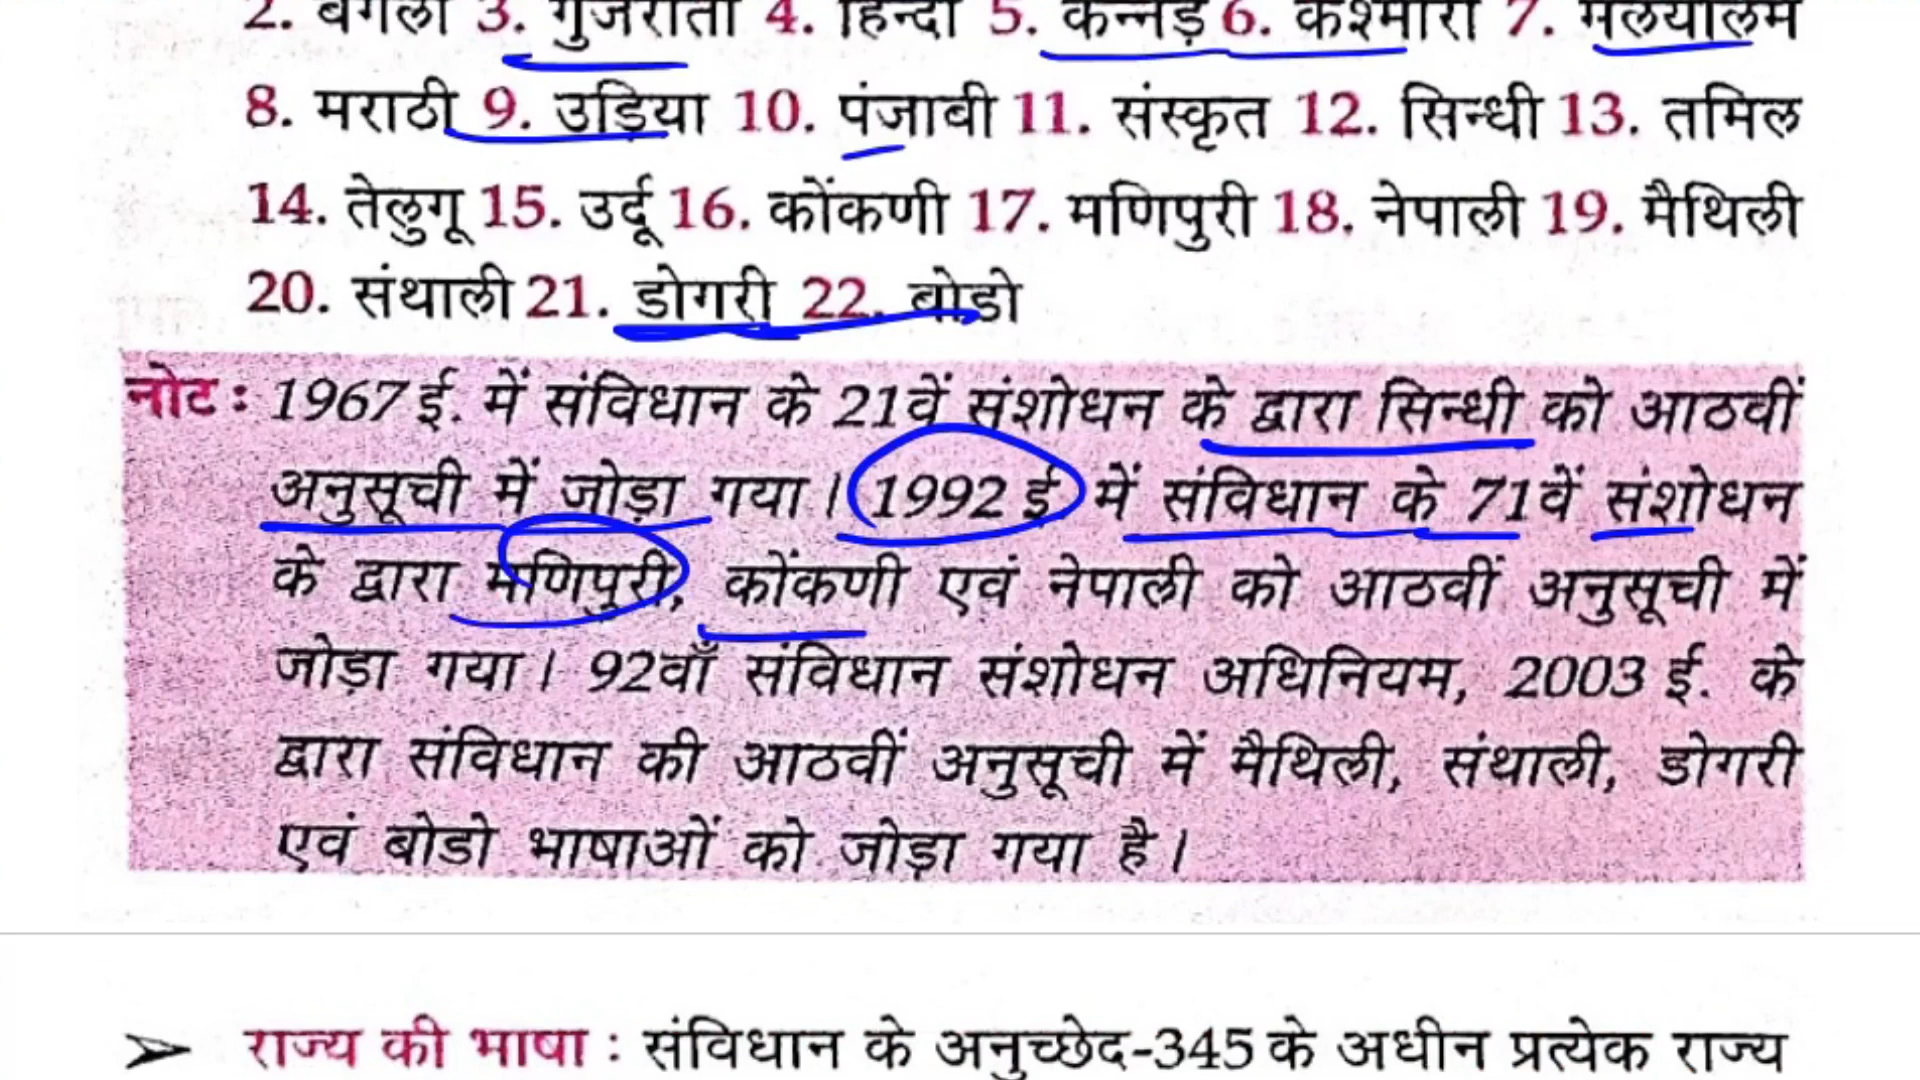 2. बंगला 3. गुजराती 4. हिन्दी 5. कन्नड़ 6. कश्मीरी 7. मलयालम
8. मराठी 9. उड़िया 10. पंजाबी 11. संस्कृत 12. सिन्धी 13. तमिल
14. तेलुगू 15. उर्दू 16. कोंकणी 17. मणिपुरी 18. नेपाली 19. मैथिली
20. संथाली 21. डोगरी 22. बोडो
नोट : 1967 ई. में संविधान के 21वें संशोधन के द्वारा सिन्धी को आठवीं
अनुसूची में जोड़ा गया। 1992 ई में संविधान के 71वें संशोधन
के द्वारा मणिपुरी, कोंकणी एवं नेपाली को आठवीं अनुसूची में
जोड़ा गया। 92वाँ संविधान संशोधन अधिनियम, 2003 ई. के
द्वारा संविधान की आठवीं अनुसूची में मैथिली, संथाली, डोगरी
एवं बोडो भाषाओं को जोड़ा गया है।
➢ राज्य की भाषा : संविधान के अनुच्छेद-345 के अधीन प्रत्येक राज्य